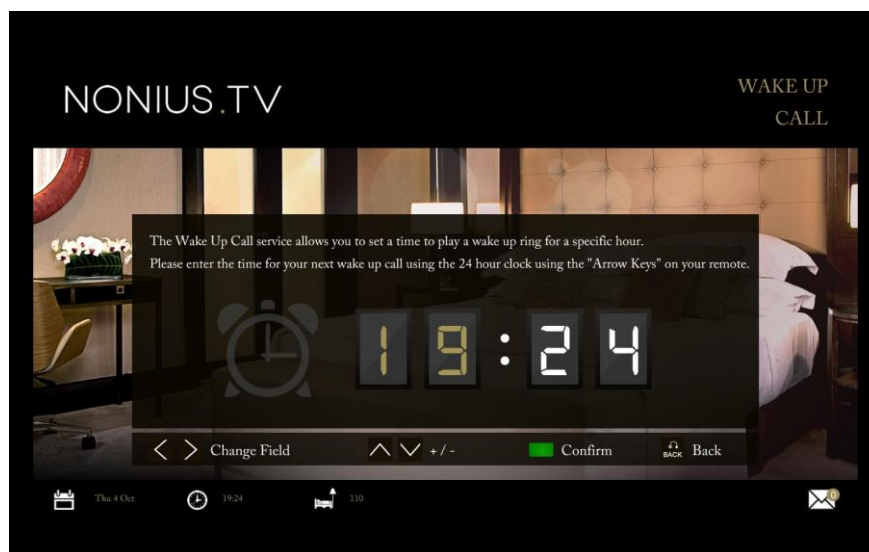 NONIUS.TV
WAKE UP
CALL
The Wake Up Call service allows you to set a time to play a wake up ring for a specific hour.
Please enter the time for your next wake up call using the 24 hour clock using the "Arrow Keys" on your remote.
19:24
Change Field
+ / -
Confirm
BACK Back
Thu 4 Oct
19:24
110
0